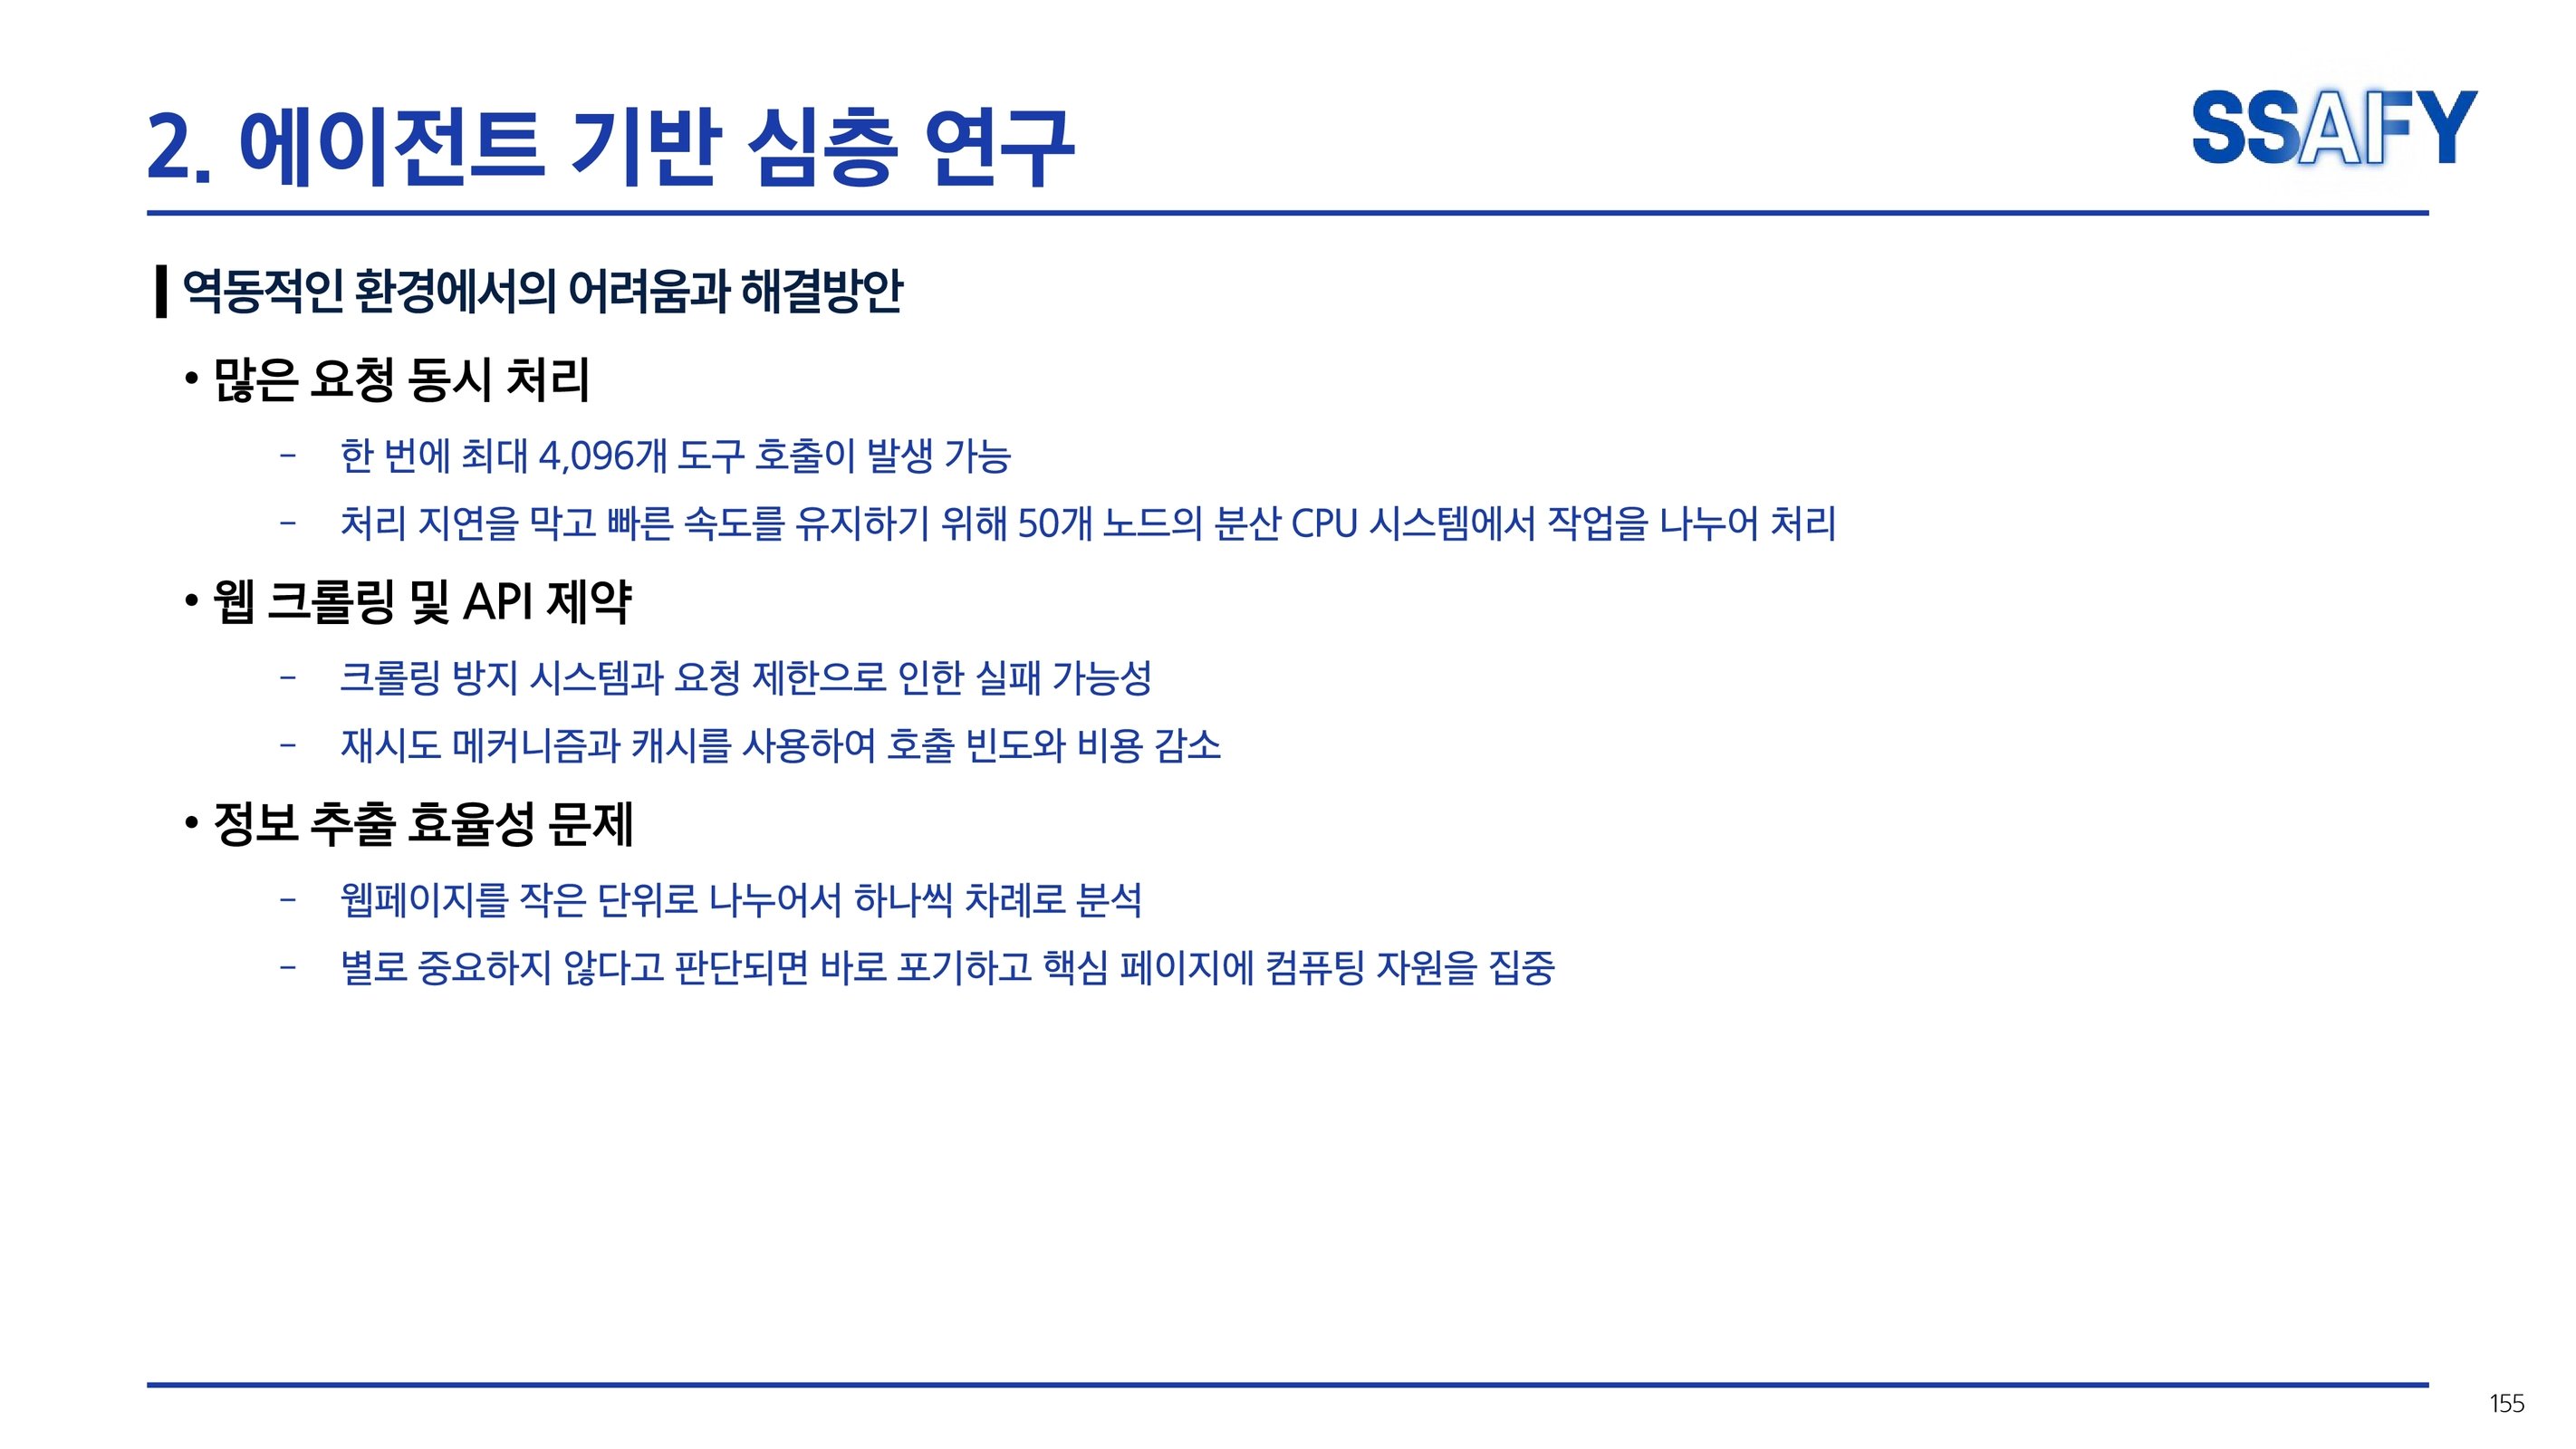 2. 에이전트 기반 심층 연구
SSAFY
역동적인 환경에서의 어려움과 해결방안
• 많은 요청 동시 처리
– 한 번에 최대 4,096개 도구 호출이 발생 가능
– 처리 지연을 막고 빠른 속도를 유지하기 위해 50개 노드의 분산 CPU 시스템에서 작업을 나누어 처리
• 웹 크롤링 및 API 제약
– 크롤링 방지 시스템과 요청 제한으로 인한 실패 가능성
– 재시도 메커니즘과 캐시를 사용하여 호출 빈도와 비용 감소
• 정보 추출 효율성 문제
– 웹페이지를 작은 단위로 나누어서 하나씩 차례로 분석
– 별로 중요하지 않다고 판단되면 바로 포기하고 핵심 페이지에 컴퓨팅 자원을 집중
155